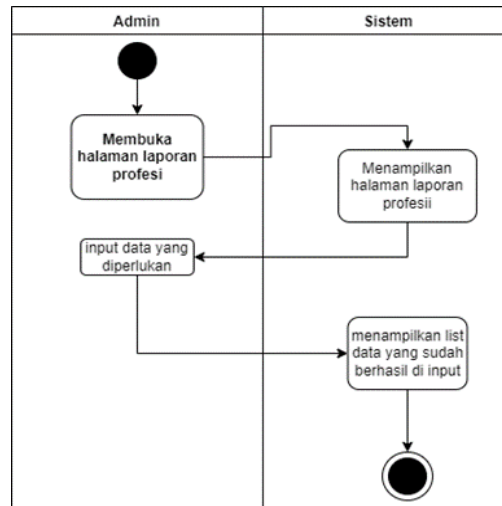 Admin
Sistem
Membuka
halaman laporan
profesi
Menampilkan
halaman laporan
profesii
input data yang
diperlukan
menampilkan list
data yang sudah
berhasil di input